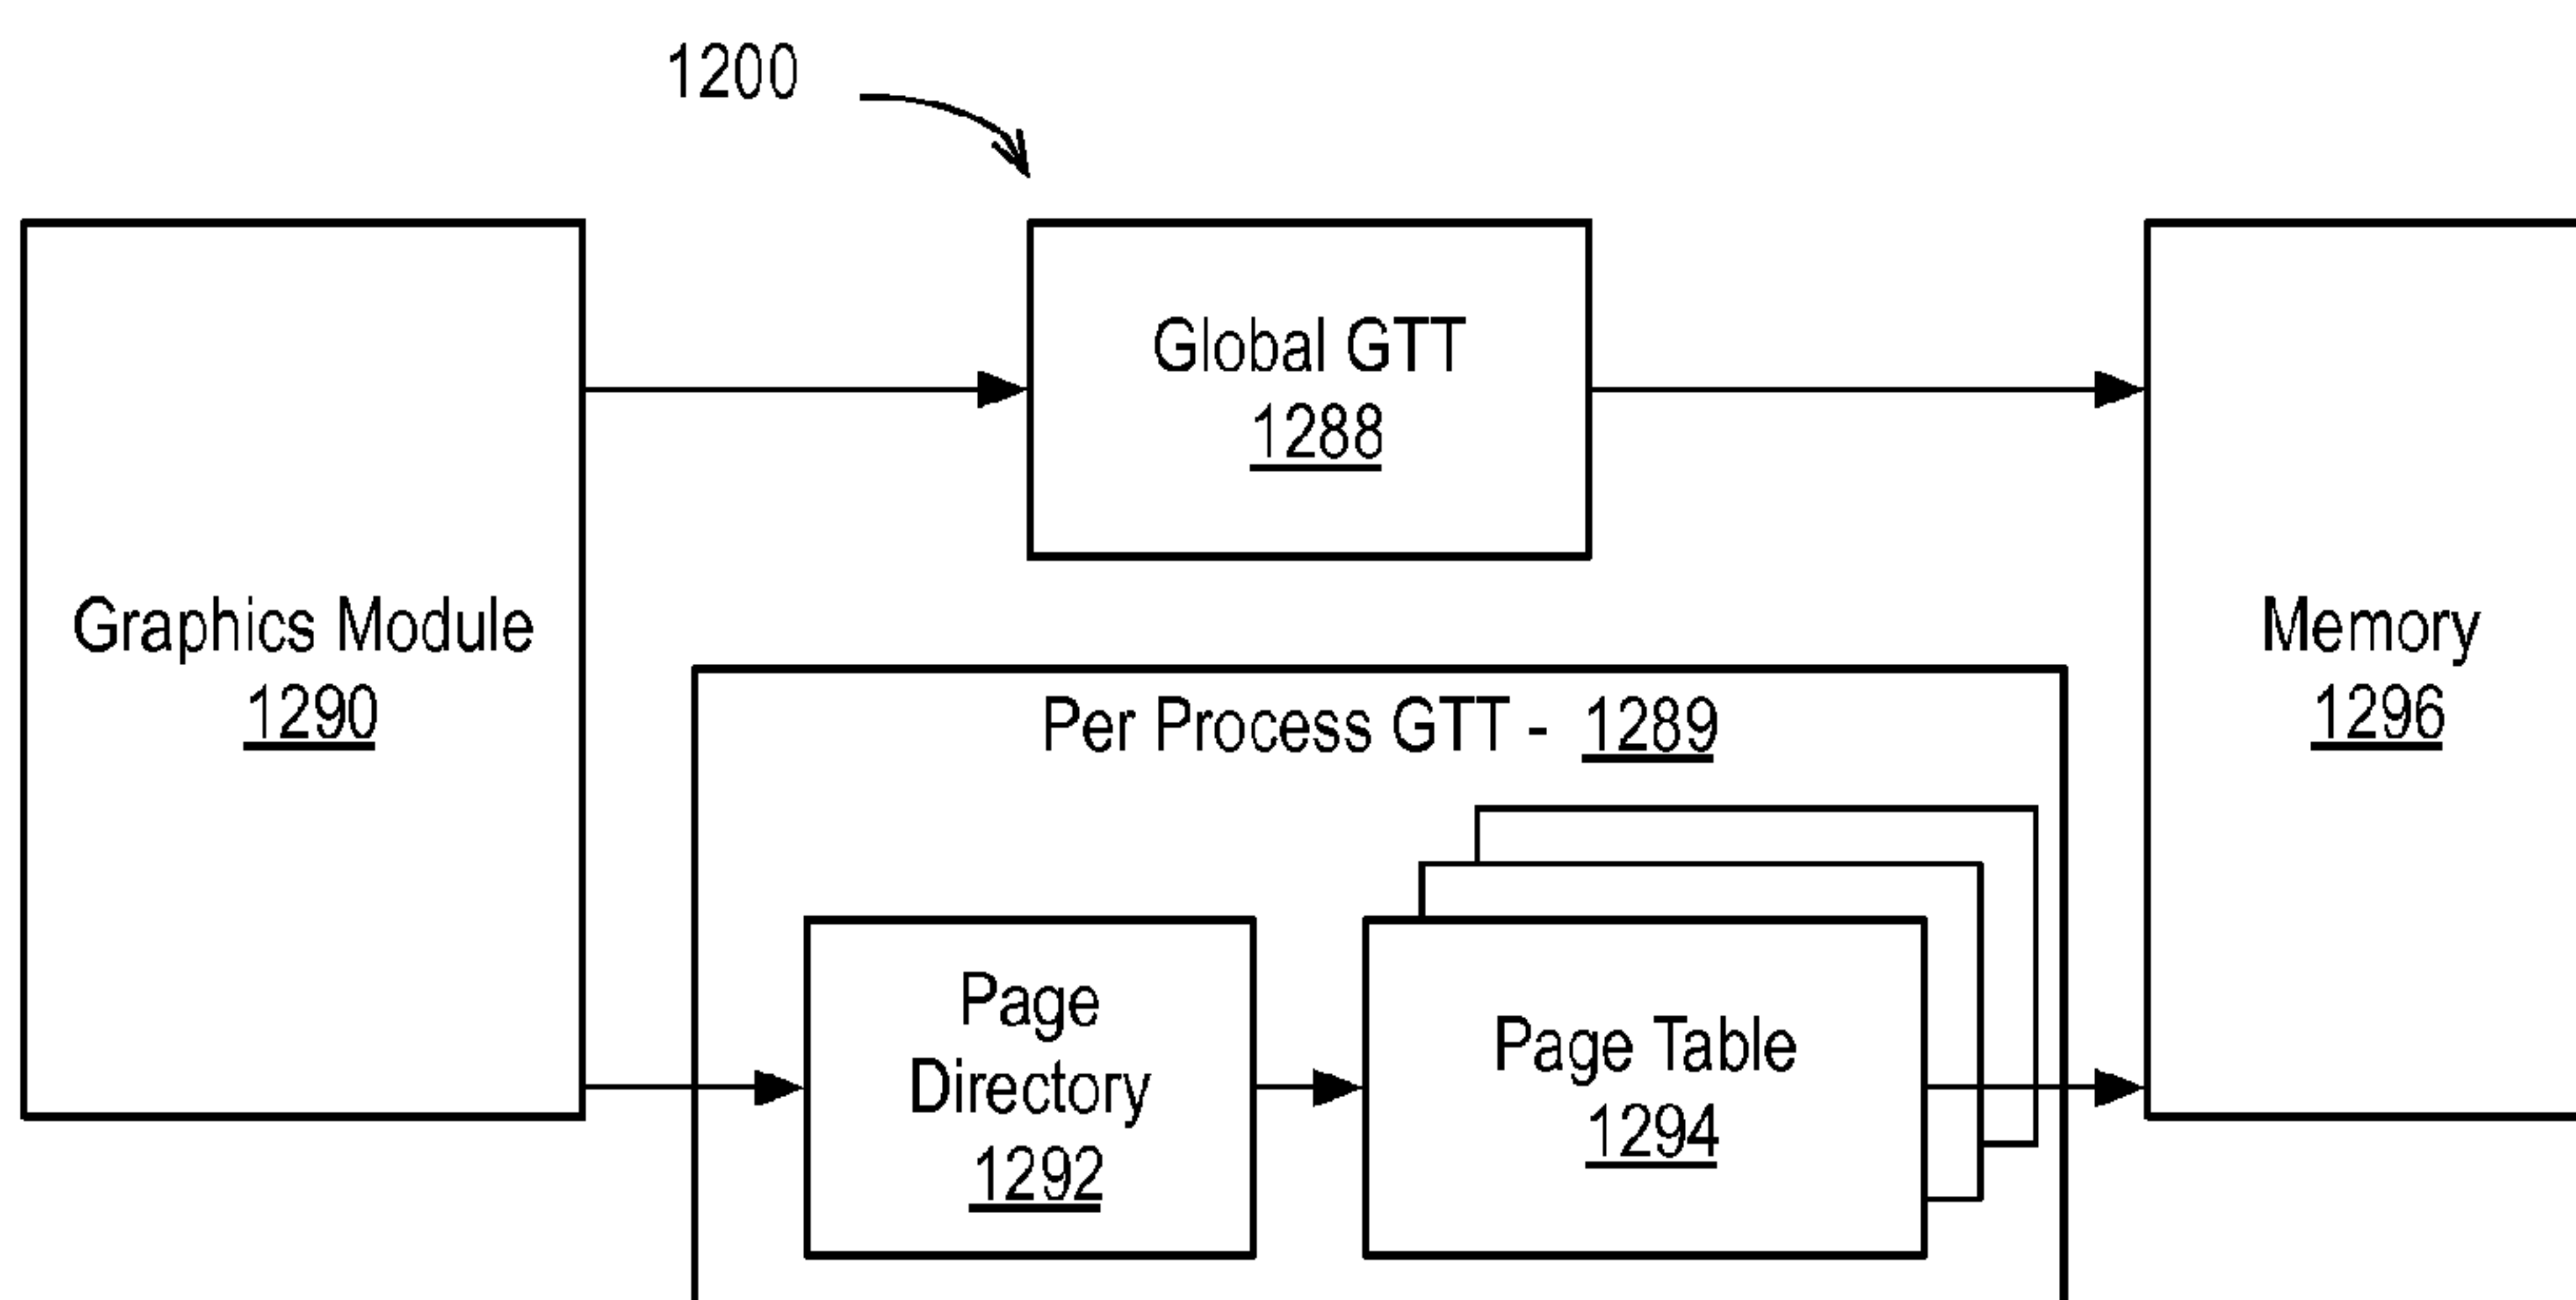 1200
Global GTT
1288
Graphics Module
1290
Memory
1296
Per Process GTT - 1289
Page
Directory
1292
Page Table
1294